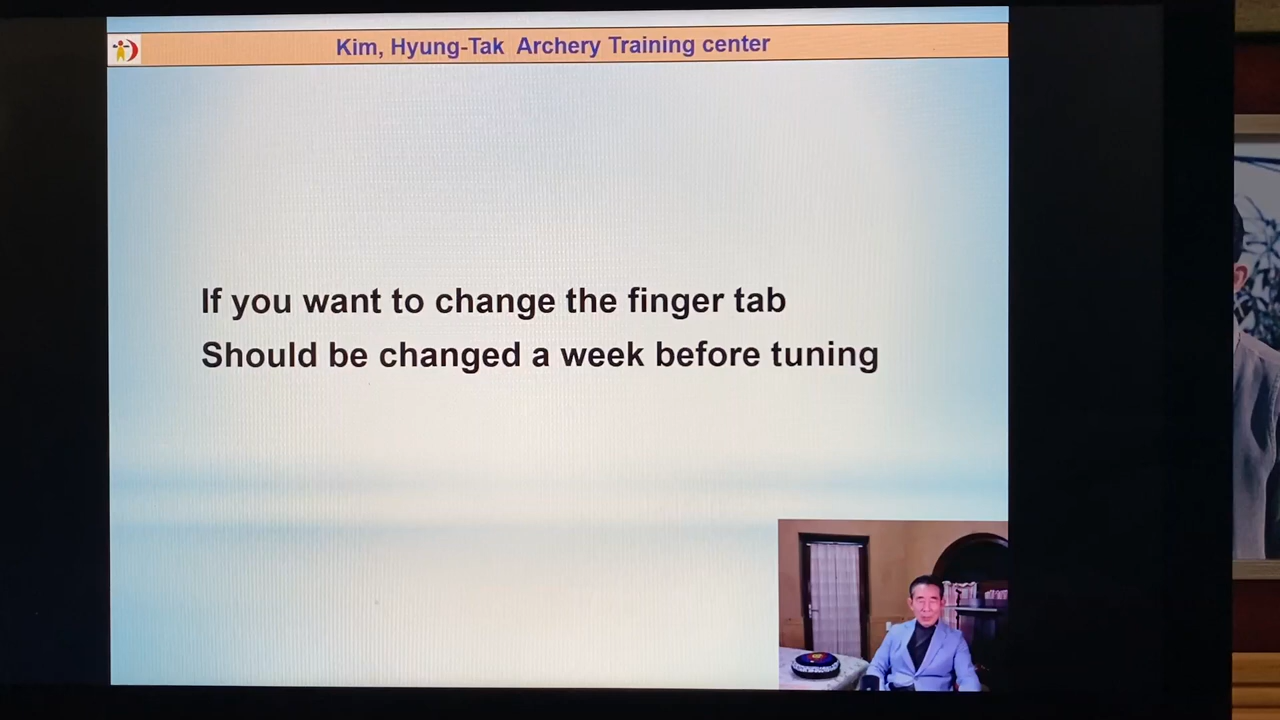 Kim, Hyung-Tak Archery Training center
If you want to change the finger tab
Should be changed a week before tuning